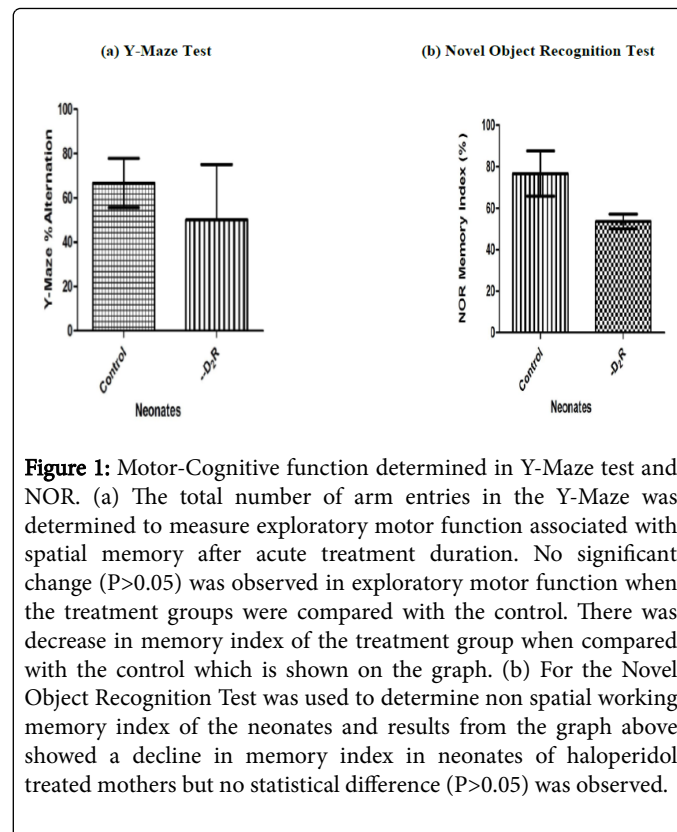 (a) Y-Maze Test
(b) Novel Object Recognition Test
Y-Maze % Alternation
100
80
60
40
20
0
Control
--D₂R
Neonates
NOR Memory Index (%)
100
80
60
40
20
0
Control
-D₂R
Neonates
Figure 1: Motor-Cognitive function determined in Y-Maze test and
NOR. (a) The total number of arm entries in the Y-Maze was
determined to measure exploratory motor function associated with
spatial memory after acute treatment duration. No significant
change (P>0.05) was observed in exploratory motor function when
the treatment groups were compared with the control. There was
decrease in memory index of the treatment group when compared
with the control which is shown on the graph. (b) For the Novel
Object Recognition Test was used to determine non spatial working
memory index of the neonates and results from the graph above
showed a decline in memory index in neonates of haloperidol
treated mothers but no statistical difference (P>0.05) was observed.